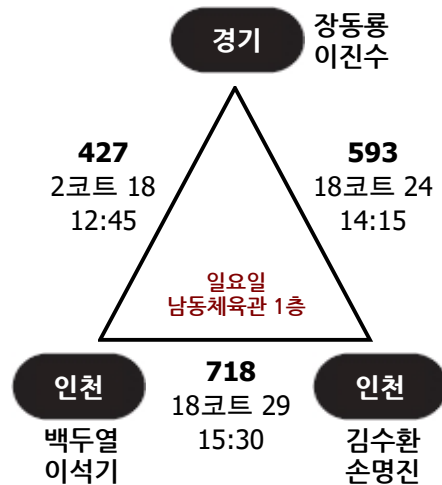 경기
장동룡
이진수
427
2코트 18
12:45
593
18코트 24
14:15
일요일
남동체육관 1층
인천
백두열
이석기
718
18코트 29
15:30
인천
김수환
손명진